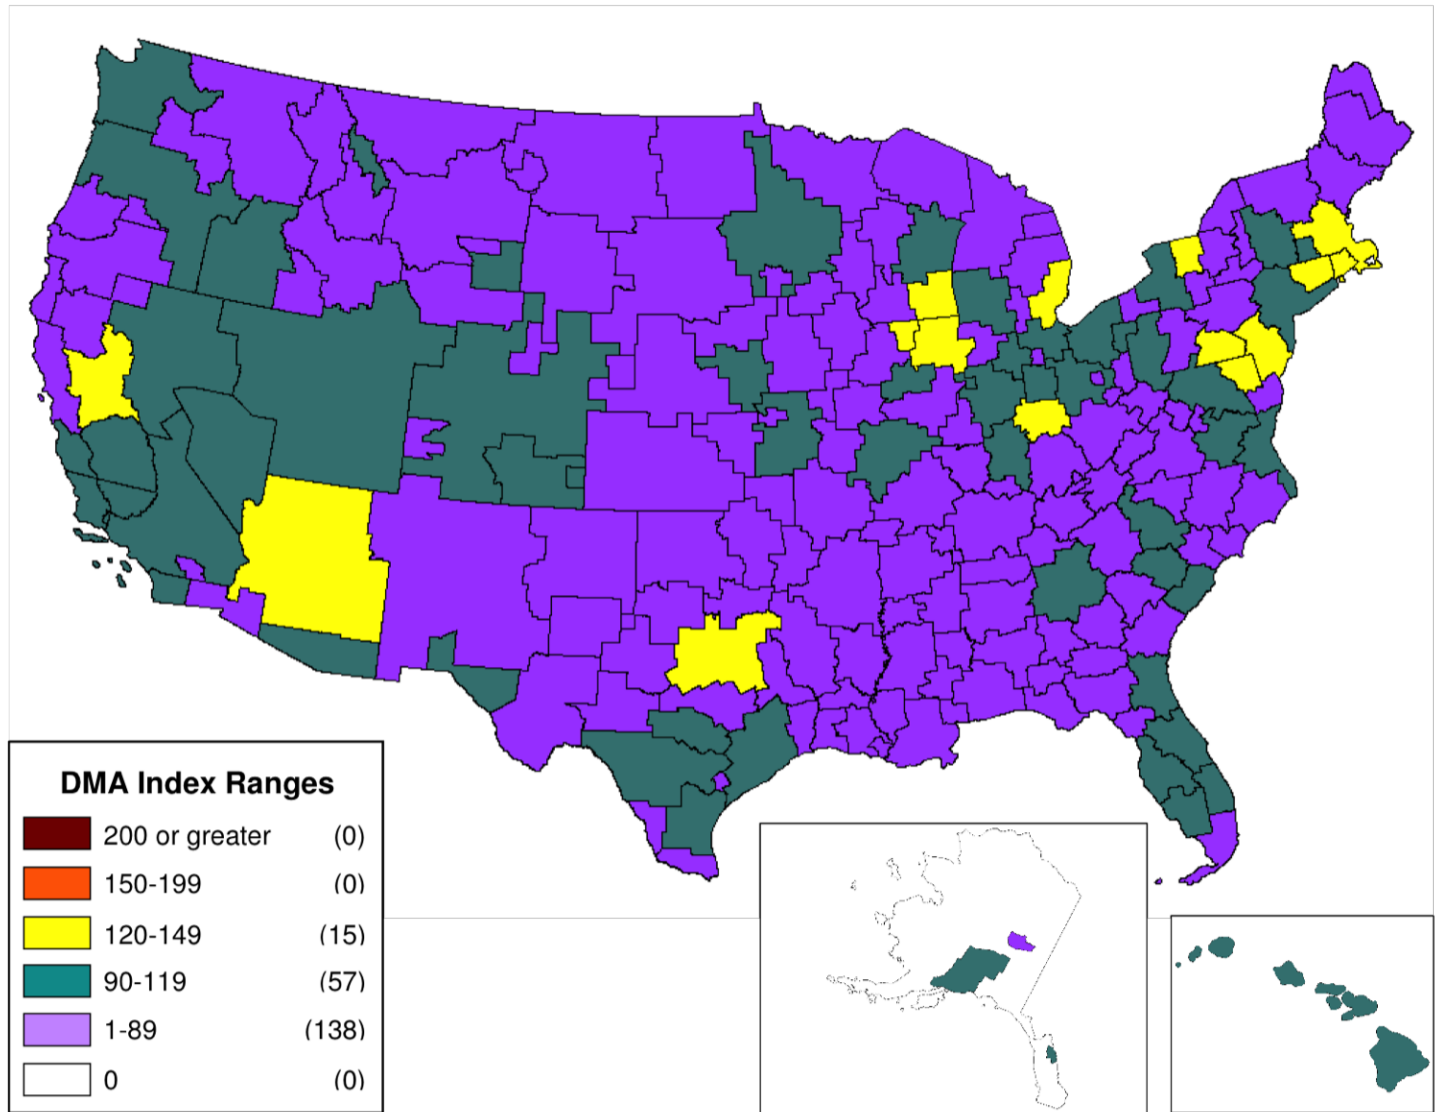 DMA Index Ranges
200 or greater (0)
150-199 (0)
120-149 (15)
90-119 (57)
1-89 (138)
0 (0)